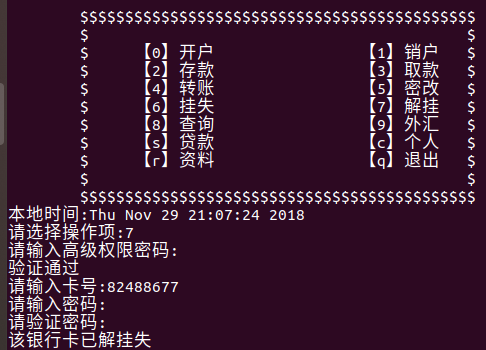 $$$$$$$$$$$$$$$$$$$$$$$$$$$$$$$$$$$$$$$$$$$$
$ $
$ 【0】开户 【1】销户 $
$ 【2】存款 【3】取款 $
$ 【4】转账 【5】密改 $
$ 【6】挂失 【7】解挂 $
$ 【8】查询 【9】外汇 $
$ 【s】贷款 【c】个人 $
$ 【r】资料 【q】退出 $
$ $
$$$$$$$$$$$$$$$$$$$$$$$$$$$$$$$$$$$$$$$$$$$$
本地时间:Thu Nov 29 21:07:24 2018
请选择操作项:7
请输入高级权限密码:
验证通过
请输入卡号:82488677
请输入密码:
请验证密码:
该银行卡已解挂失